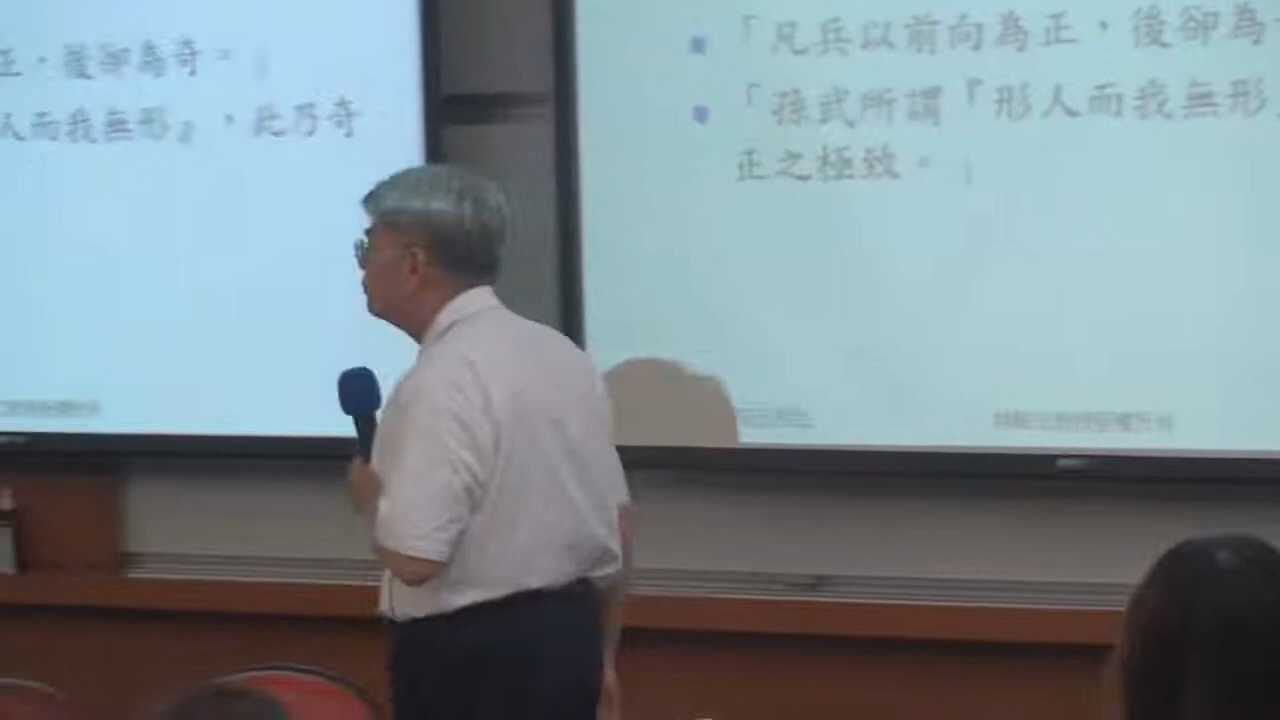 正，後卻為奇。」
人而我無形』，此乃奇
「凡兵以前向為正，後卻為
「孫武所謂『形人而我無形
正之極致。」